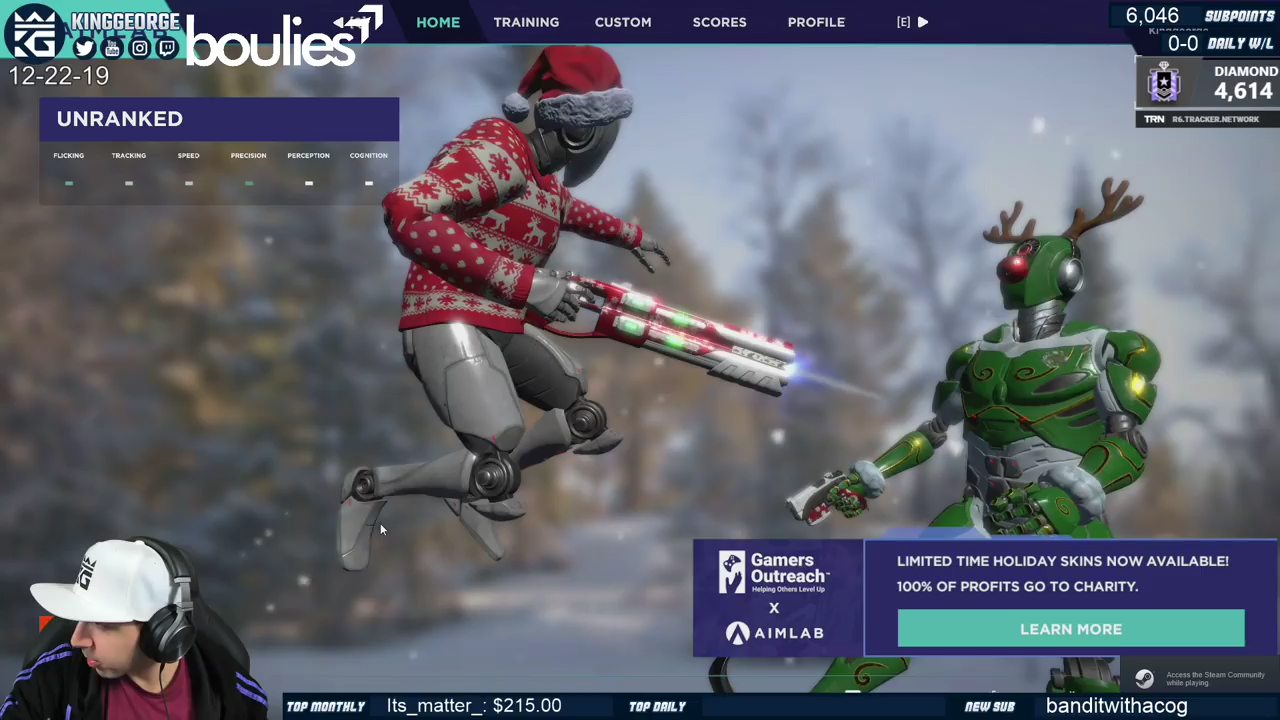 KINGGEORGE
boulies
12-22-19
HOME
TRAINING
CUSTOM
SCORES
PROFILE
[E]
6,046 SUBPOINTS
0-0 DAILY W/L
DIAMOND
4,614
TRN R6.TRACKER.NETWORK
UNRANKED
FLICKING
TRACKING
SPEED
PRECISION
PERCEPTION
COGNITION
Gamers
Outreach™
Helping Others Level Up
X
AIMLAB
LIMITED TIME HOLIDAY SKINS NOW AVAILABLE!
100% OF PROFITS GO TO CHARITY.
LEARN MORE
Access the Steam Community
while playing.
TOP MONTHLY
Its_matter_: $215.00
TOP DAILY
NEW SUB
banditwithacog